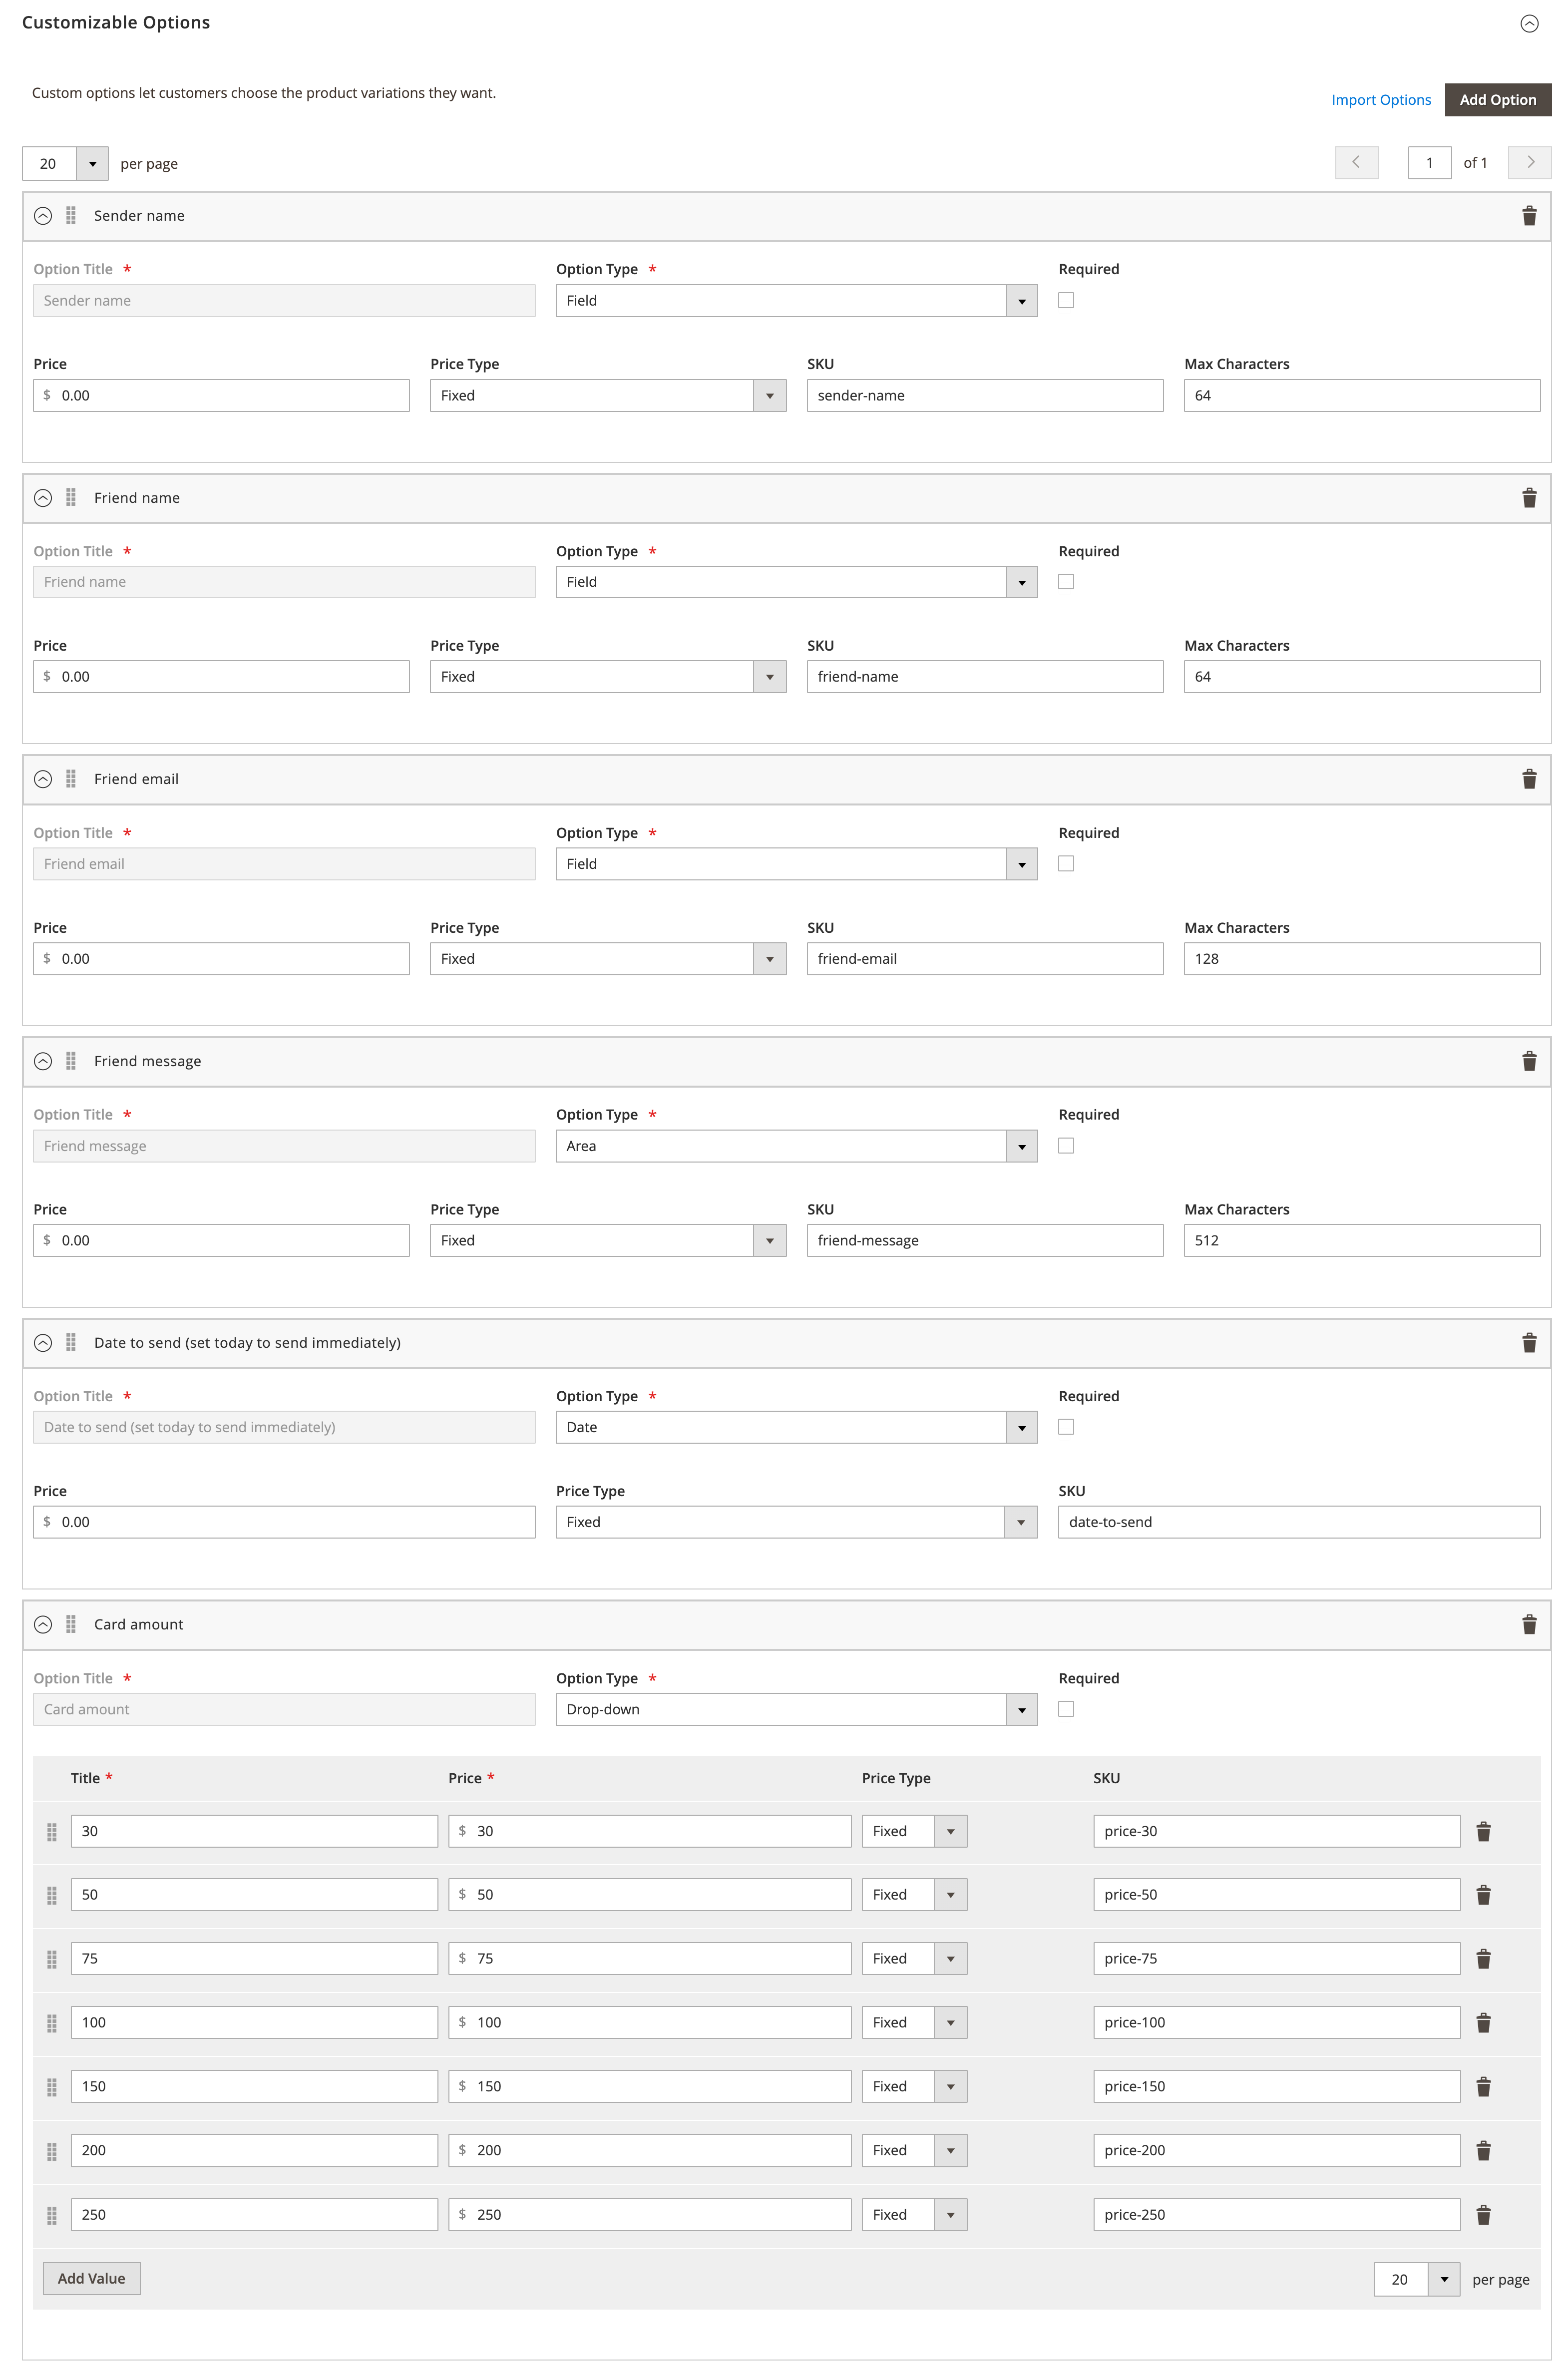 Customizable Options
Custom options let customers choose the product variations they want.
Import Options Add Option
20 per page 1 of 1
Sender name
Option Title * Option Type * Required
Sender name Field
Price Price Type SKU Max Characters
$ 0.00 Fixed sender-name 64
Friend name
Option Title * Option Type * Required
Friend name Field
Price Price Type SKU Max Characters
$ 0.00 Fixed friend-name 64
Friend email
Option Title * Option Type * Required
Friend email Field
Price Price Type SKU Max Characters
$ 0.00 Fixed friend-email 128
Friend message
Option Title * Option Type * Required
Friend message Area
Price Price Type SKU Max Characters
$ 0.00 Fixed friend-message 512
Date to send (set today to send immediately)
Option Title * Option Type * Required
Date to send (set today to send immediately) Date
Price Price Type SKU
$ 0.00 Fixed date-to-send
Card amount
Option Title * Option Type * Required
Card amount Drop-down
Title * Price * Price Type SKU
30 $ 30 Fixed price-30
50 $ 50 Fixed price-50
75 $ 75 Fixed price-75
100 $ 100 Fixed price-100
150 $ 150 Fixed price-150
200 $ 200 Fixed price-200
250 $ 250 Fixed price-250
Add Value 20 per page